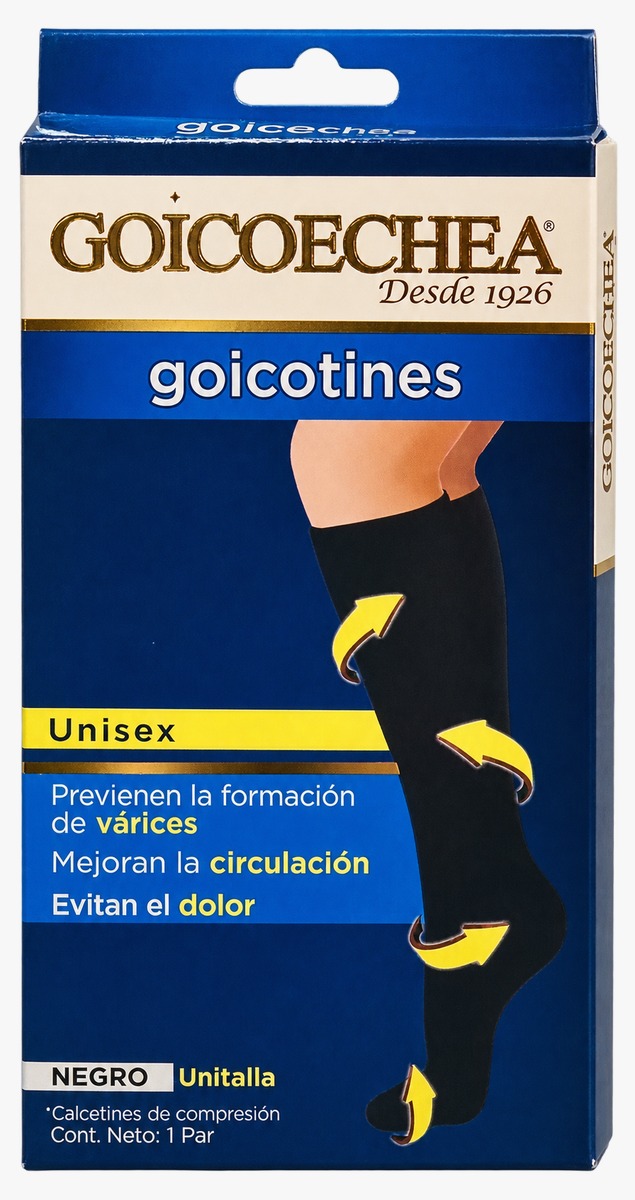 goicechea
GOICOECHEA®
Desde 1926
goicotines
GOICOECHEA
Unisex
Previenen la formación
de várices
Mejoran la circulación
Evitan el dolor
NEGRO Unitalla
*Calcetines de compresión
Cont. Neto: 1 Par